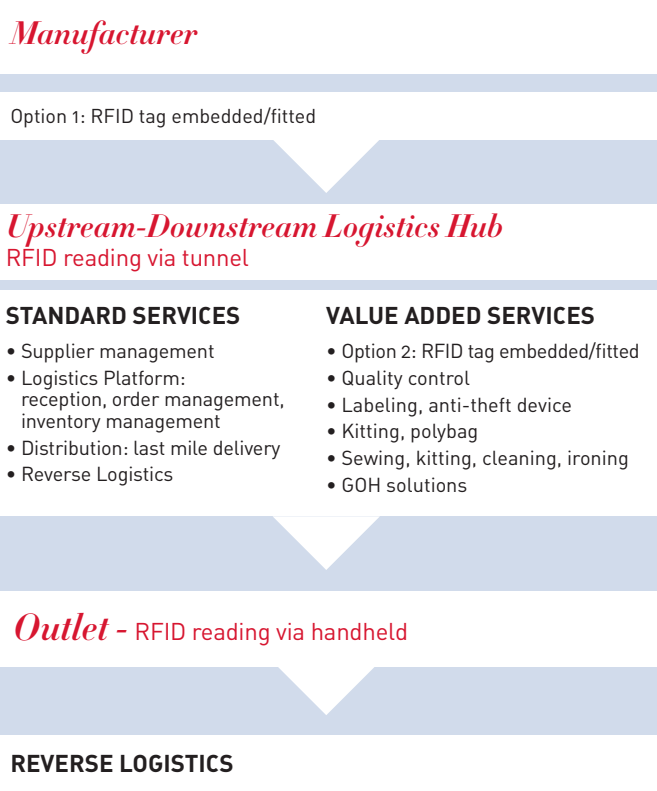 Manufacturer
Option 1: RFID tag embedded/fitted
Upstream-Downstream Logistics Hub
RFID reading via tunnel
STANDARD SERVICES
• Supplier management
• Logistics Platform:
reception, order management,
inventory management
• Distribution: last mile delivery
• Reverse Logistics
VALUE ADDED SERVICES
• Option 2: RFID tag embedded/fitted
• Quality control
• Labeling, anti-theft device
• Kitting, polybag
• Sewing, kitting, cleaning, ironing
• GOH solutions
Outlet - RFID reading via handheld
REVERSE LOGISTICS